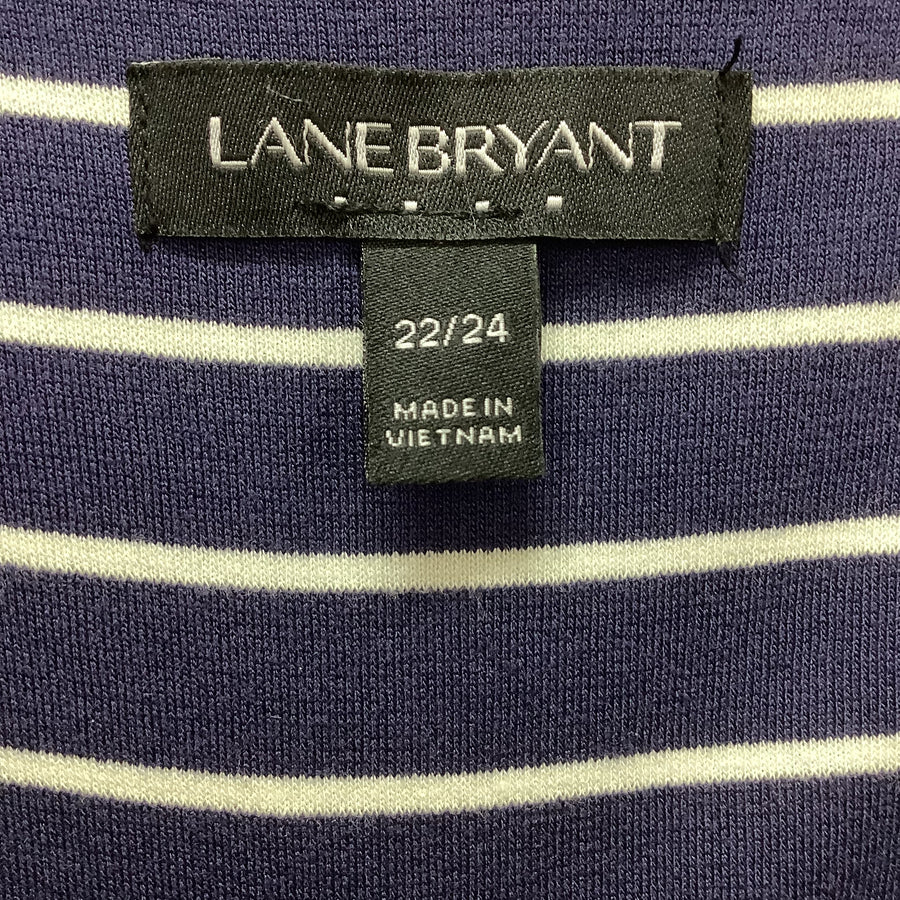 LANE BRYANT
22/24
MADE IN
VIETNAM